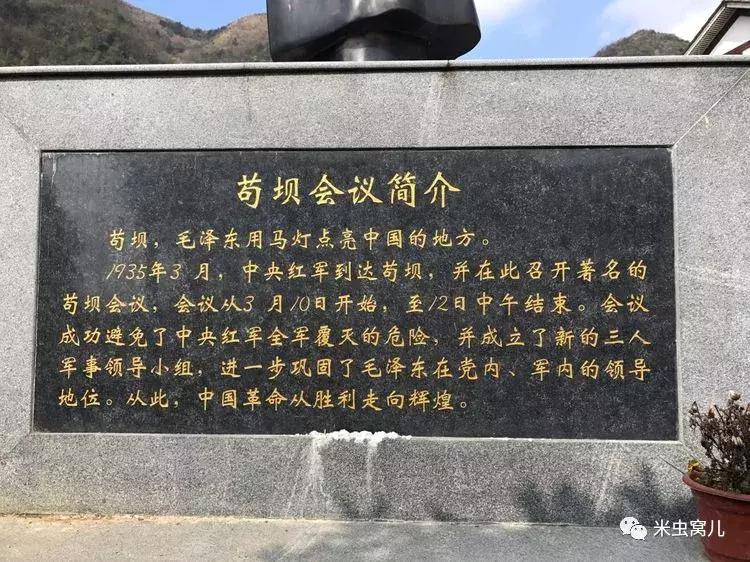 苟坝会议简介
苟坝，毛泽东用马灯点亮中国的地方。
1935年3月，中央红军到达苟坝，并在此召开著名的
苟坝会议，会议从3月10日开始，至12日中午结束。会议
成功避免了中央红军全军覆灭的危险，并成立了新的三人
军事领导小组，进一步巩固了毛泽东在党内、军内的领导
地位。从此，中国革命从胜利走向辉煌。
米虫窝儿